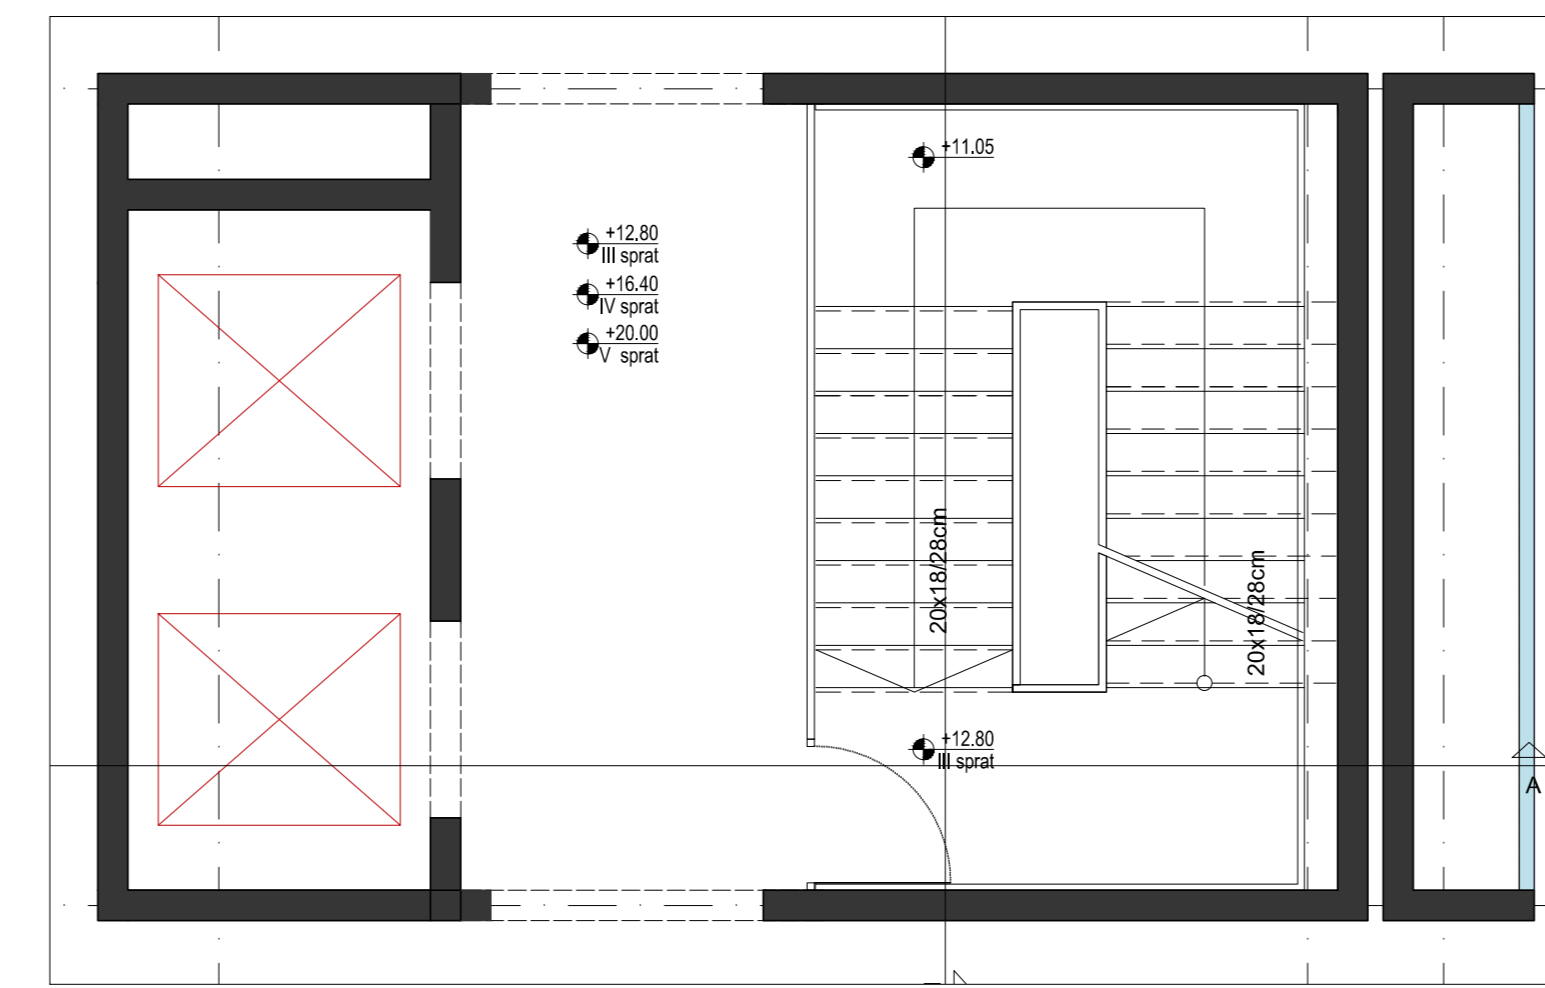 +11.05
+12.80
III sprat
+16.40
IV sprat
+20.00
V sprat
20x18/28cm
20x18/28cm
+12.80
III sprat
A